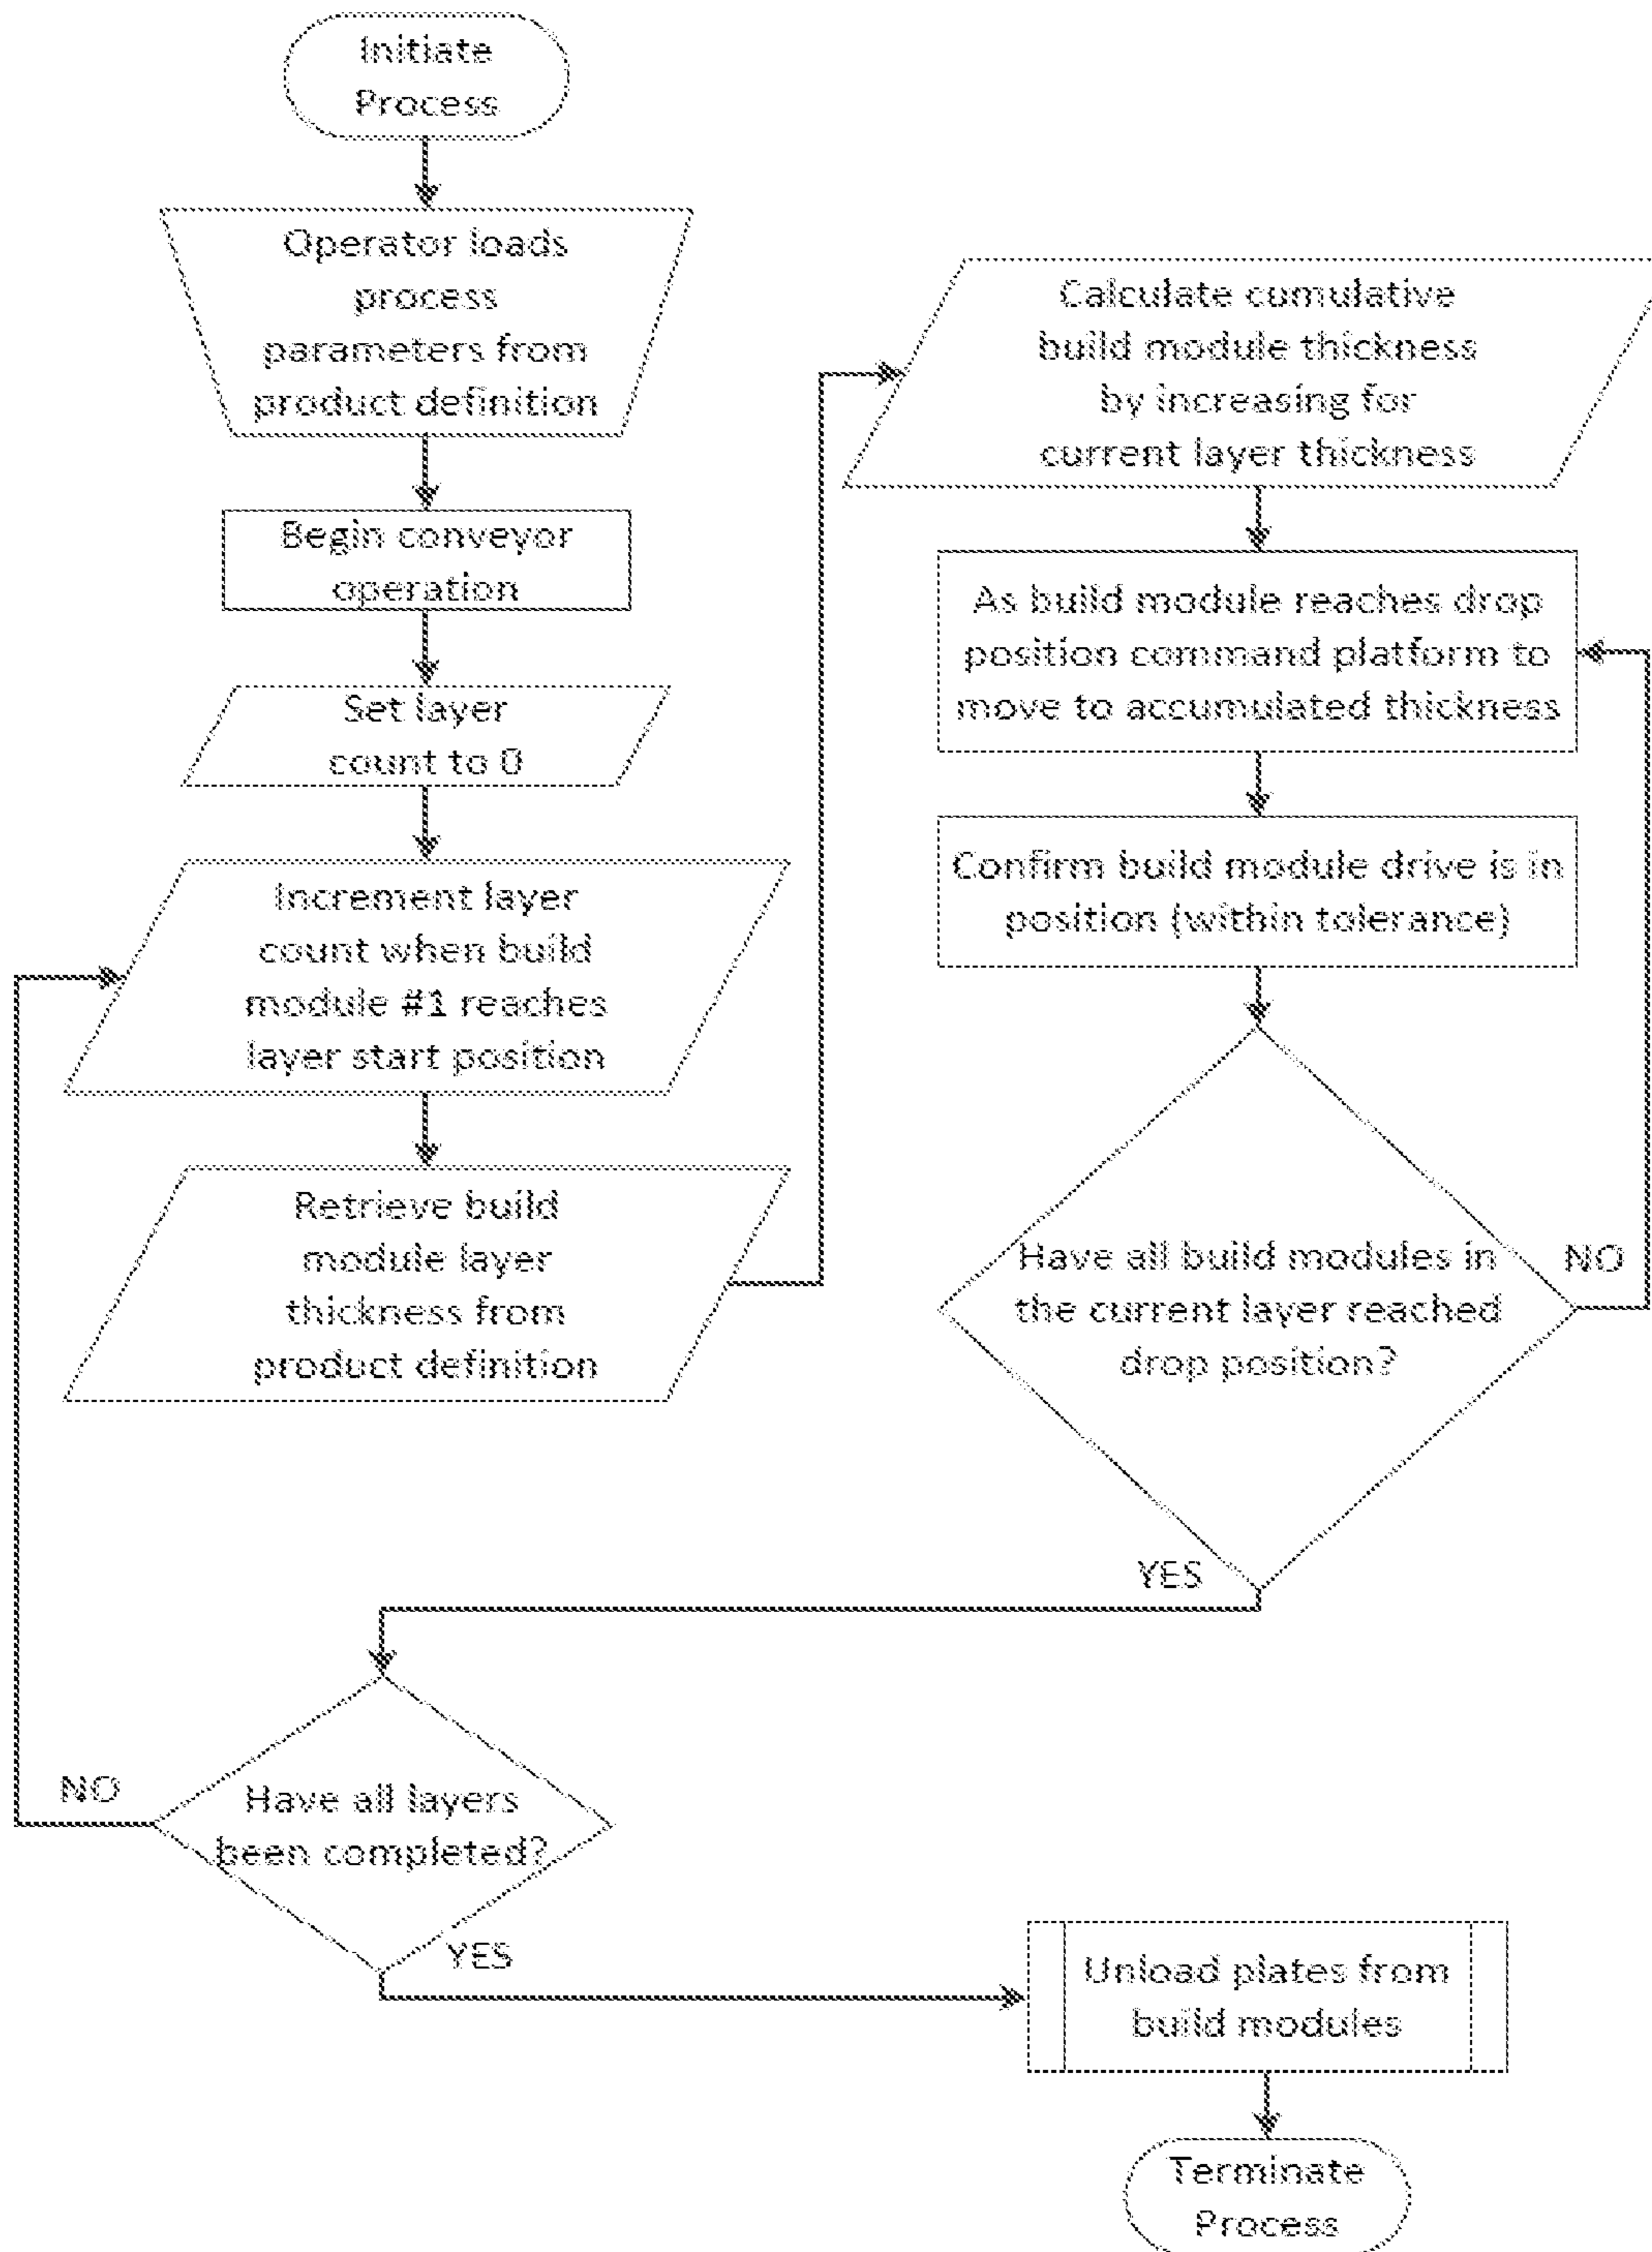 Initiate
Process
Operator loads
process
parameters from
product definition
Begin conveyor
operation
Set layer
count to 0
Increment layer
count when build
module #1 reaches
layer start position
Retrieve build
module layer
thickness from
product definition
Calculate cumulative
build module thickness
by increasing for
current layer thickness
As build module reaches drop
position command platform to
move to accumulated thickness
Confirm build module drive is in
position (within tolerance)
Have all build modules in
the current layer reached
drop position?
NO
YES
Have all layers
been completed?
NO
YES
Unload plates from
build modules
Terminate
Process